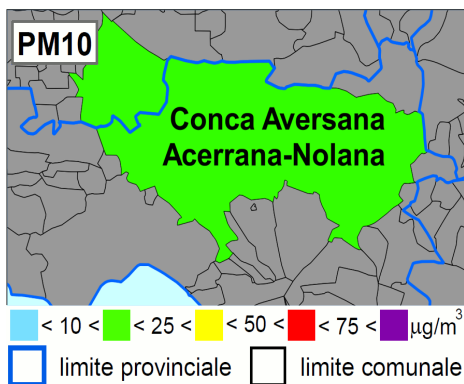 PM10
Conca Aversana
Acerrana-Nolana
< 10 < < 25 < < 50 < < 75 < µg/m³
limite provinciale limite comunale